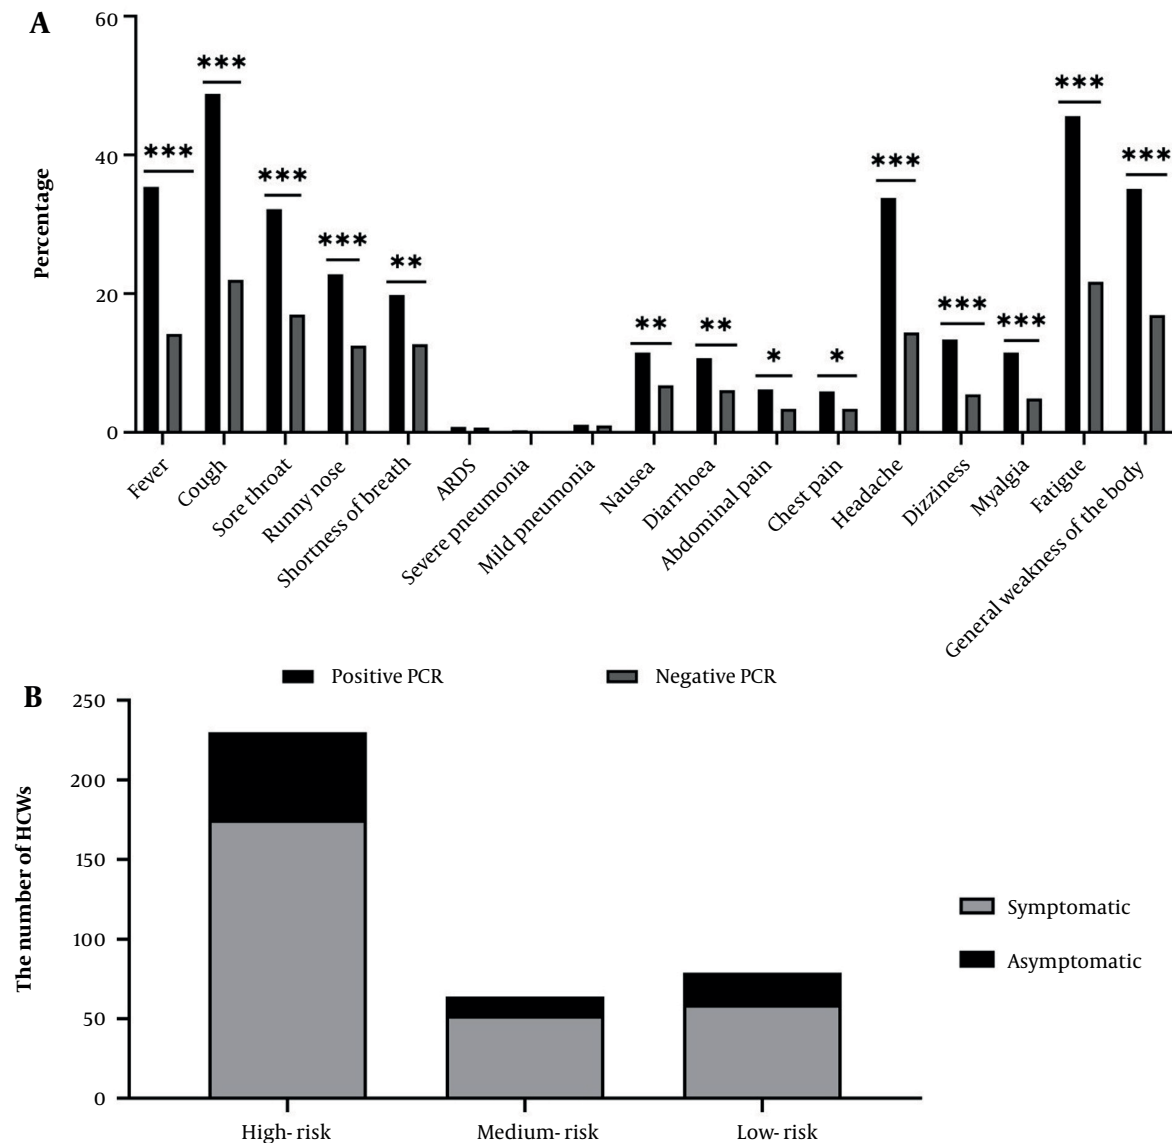 A
60
40
20
0
Percentage
***
***
***
***
**
**
**
*
*
***
***
***
***
***
Fever
Cough
Sore throat
Runny nose
Shortness of breath
ARDS
Severe pneumonia
Mild pneumonia
Nausea
Diarrhoea
Abdominal pain
Chest pain
Headache
Dizziness
Myalgia
Fatigue
General weakness of the body
Positive PCR
Negative PCR
B
250
200
150
100
50
0
The number of HCWs
High- risk
Medium- risk
Low- risk
Symptomatic
Asymptomatic